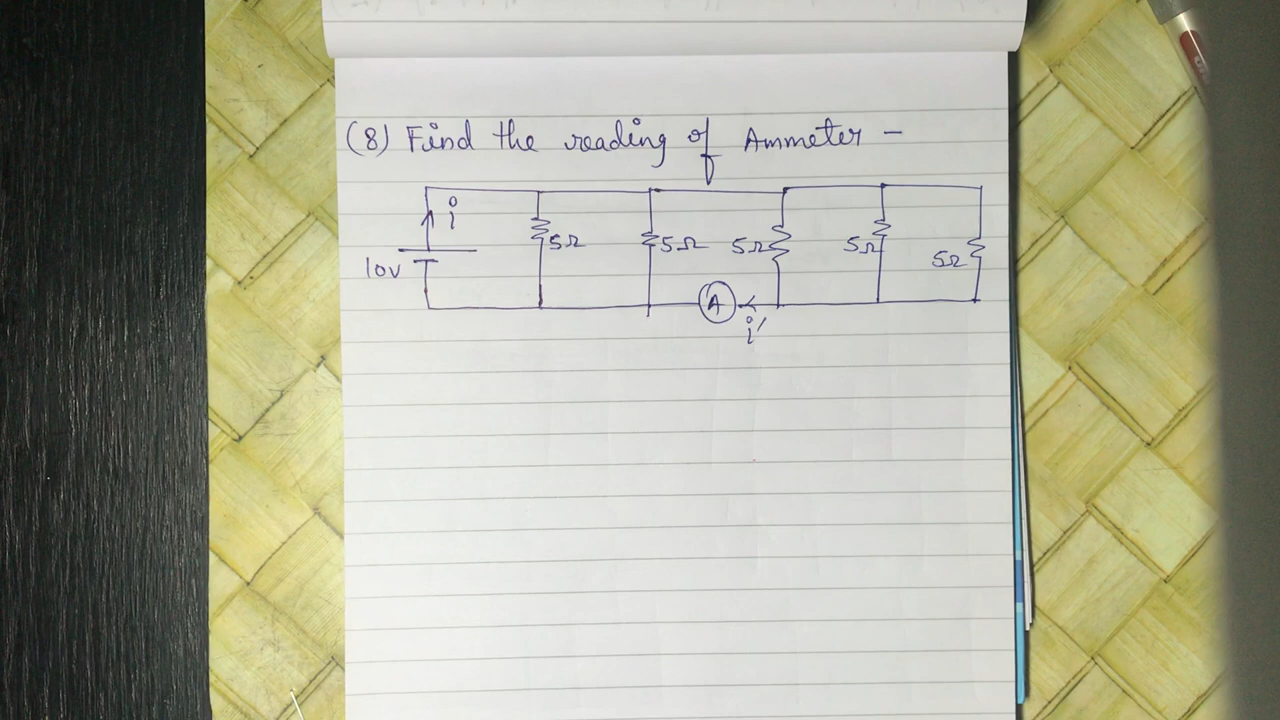 (8) Find the reading of Ammeter -
i
10V
5Ω
5Ω
5Ω
5Ω
5Ω
A
i'